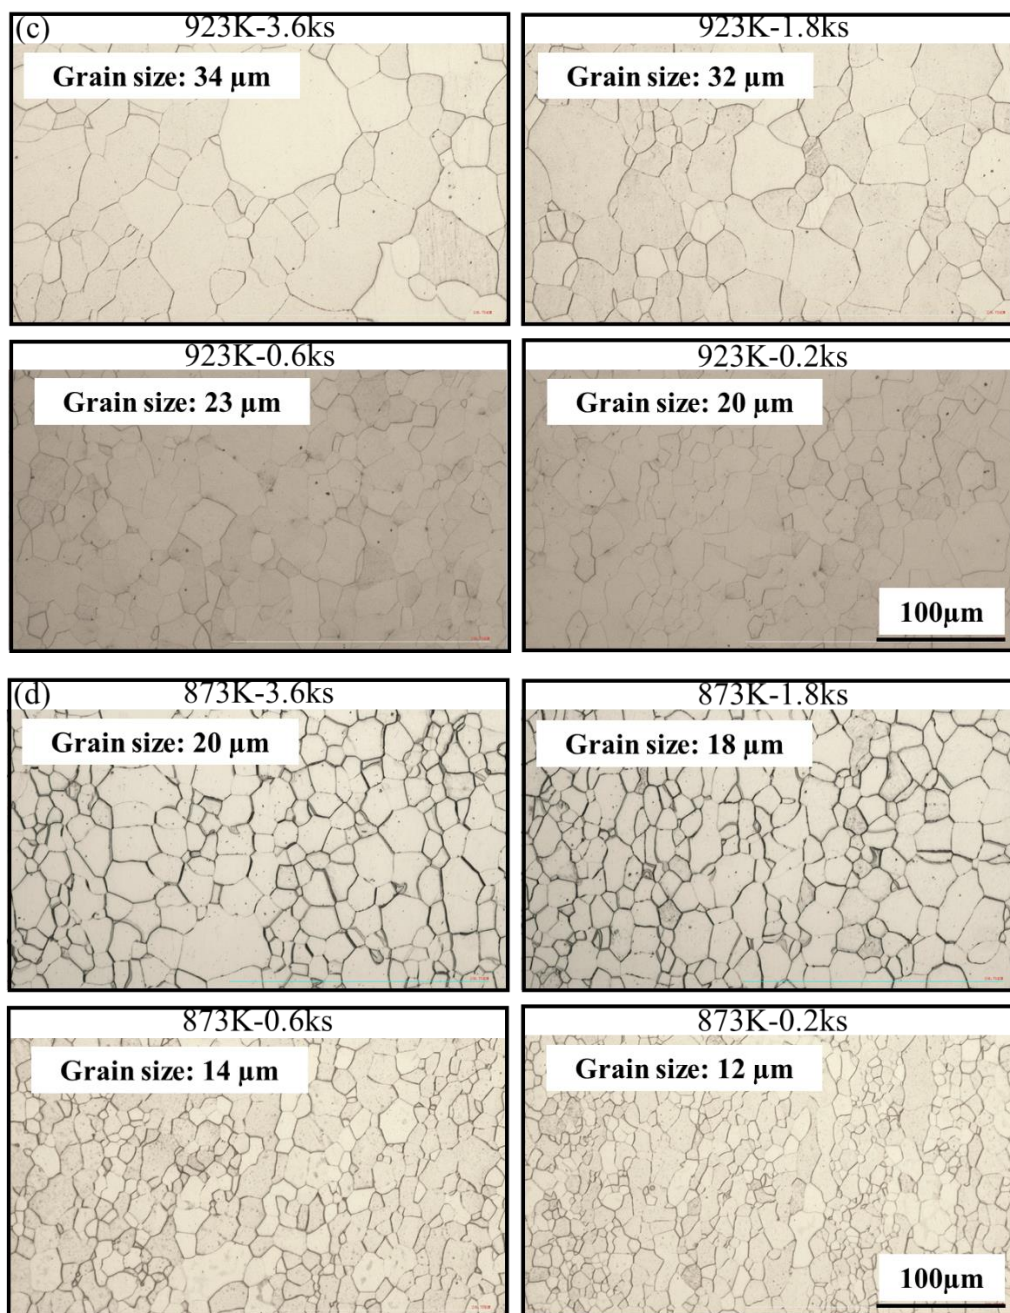 (c)
923K-3.6ks
923K-1.8ks
Grain size: 34 μm
Grain size: 32 μm
923K-0.6ks
923K-0.2ks
Grain size: 23 μm
Grain size: 20 μm
100μm
(d)
873K-3.6ks
873K-1.8ks
Grain size: 20 μm
Grain size: 18 μm
873K-0.6ks
873K-0.2ks
Grain size: 14 μm
Grain size: 12 μm
100μm